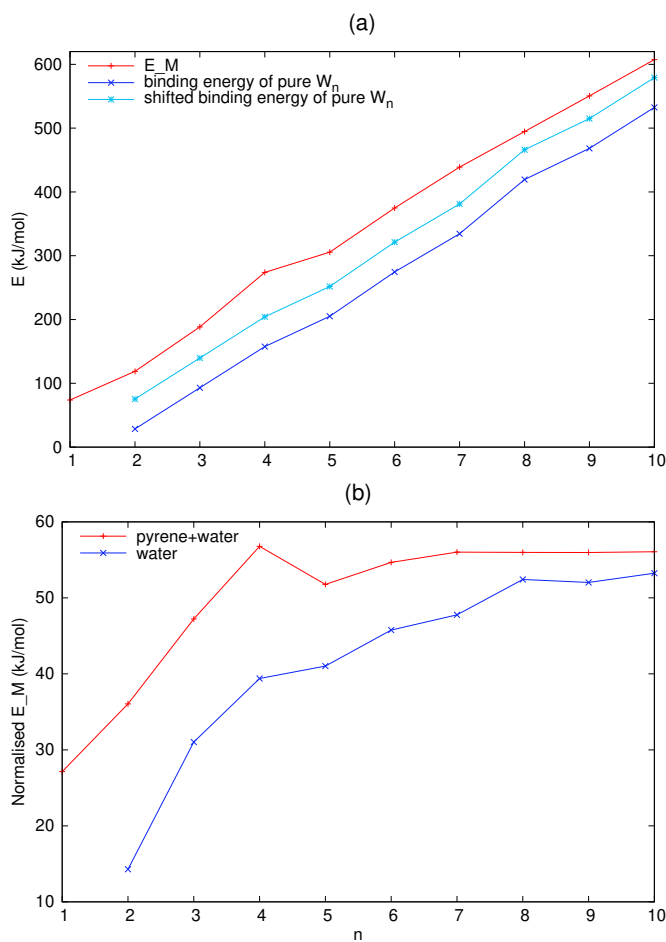 (a)
E_M
binding energy of pure Wn
shifted binding energy of pure Wn
600
500
400
300
200
100
0
E (kJ/mol)
1 2 3 4 5 6 7 8 9 10
(b)
pyrene+water
water
60
50
40
30
20
10
Normalised E_M (kJ/mol)
1 2 3 4 5 6 7 8 9 10
n